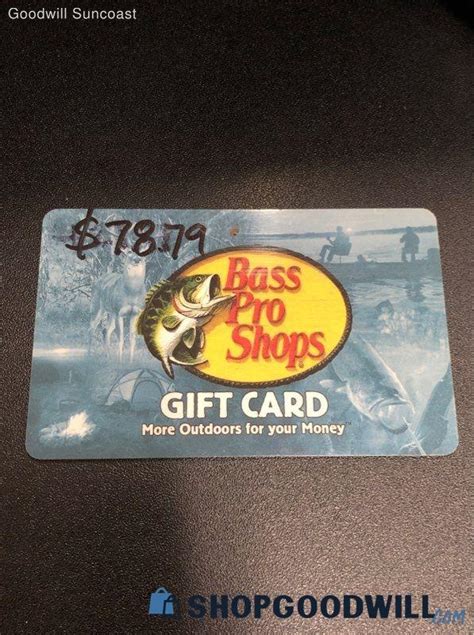 Goodwill Suncoast
$78.79
Bass
Pro
Shops
GIFT CARD
More Outdoors for your Money
SHOPGOODWILL.COM